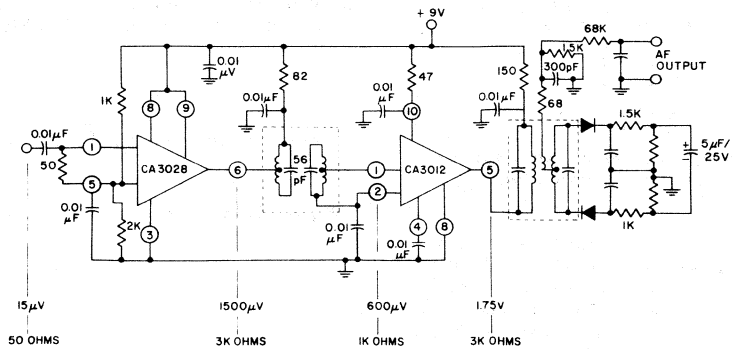 + 9V
68K
1.5K
AF
OUTPUT
300pF
0.01
μV
82
47
150
0.01μF
0.01μF
0.01μF
68
1K
8
9
10
1.5K
0.01μF
1
50
5
CA3028
6
56
pF
1
2
CA3012
5
5μF/
25V
0.01
μF
2K
3
0.01
μF
4
8
0.01
μF
1K
15μV
1500μV
600μV
1.75V
50 OHMS
3K OHMS
1K OHMS
3K OHMS